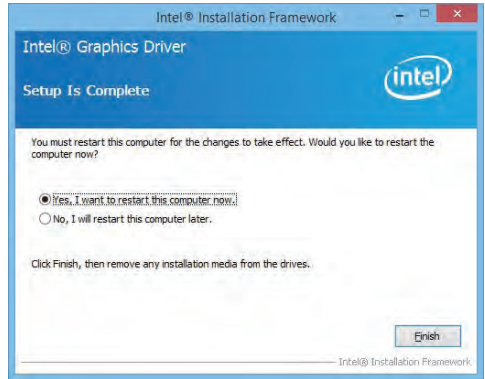 Intel® Installation Framework
Intel® Graphics Driver
intel
Setup Is Complete
You must restart this computer for the changes to take effect. Would you like to restart the
computer now?
Yes, I want to restart this computer now.
No, I will restart this computer later.
Click Finish, then remove any installation media from the drives.
Finish
Intel® Installation Framework